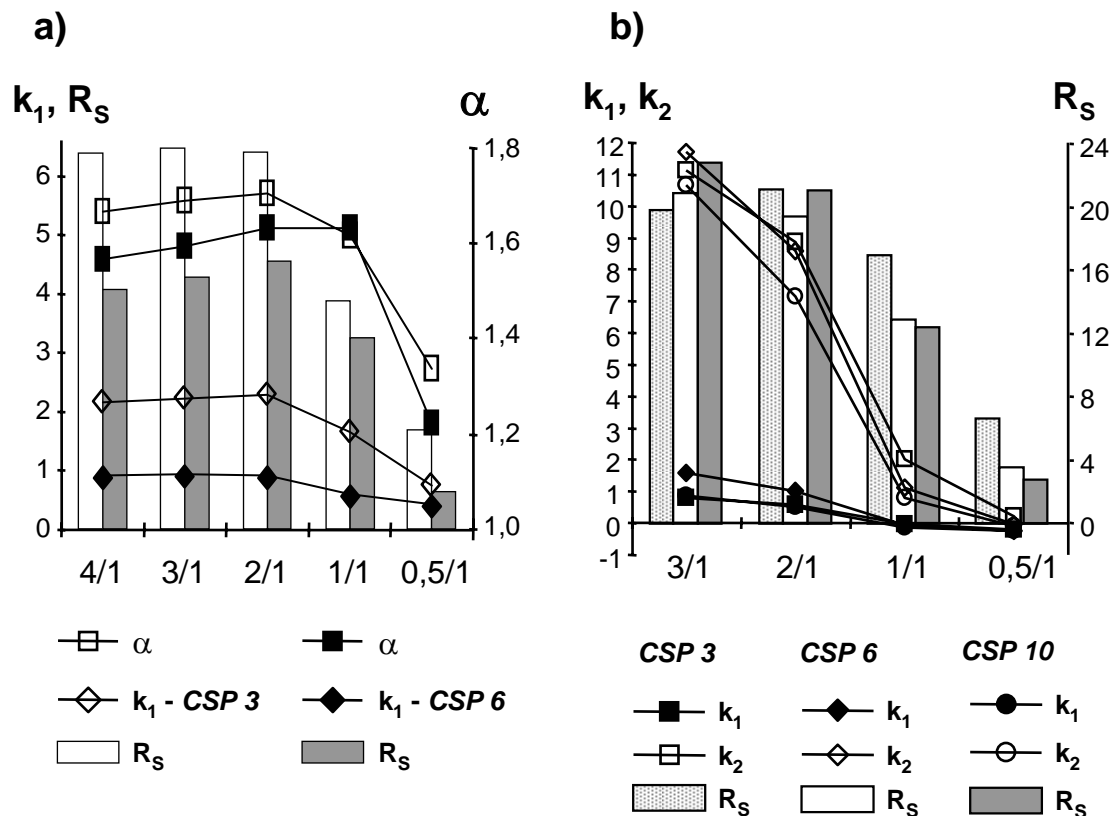 a)
k₁, Rₛ α
6
5
4
3
2
1
0
1,8
1,6
1,4
1,2
1,0
4/1 3/1 2/1 1/1 0,5/1
α α
k₁ - CSP 3 k₁ - CSP 6
Rₛ Rₛ
b)
k₁, k₂ Rₛ
12
11
10
9
8
7
6
5
4
3
2
1
0
-1
24
20
16
12
8
4
0
3/1 2/1 1/1 0,5/1
CSP 3 CSP 6 CSP 10
k₁ k₁ k₁
k₂ k₂ k₂
Rₛ Rₛ Rₛ